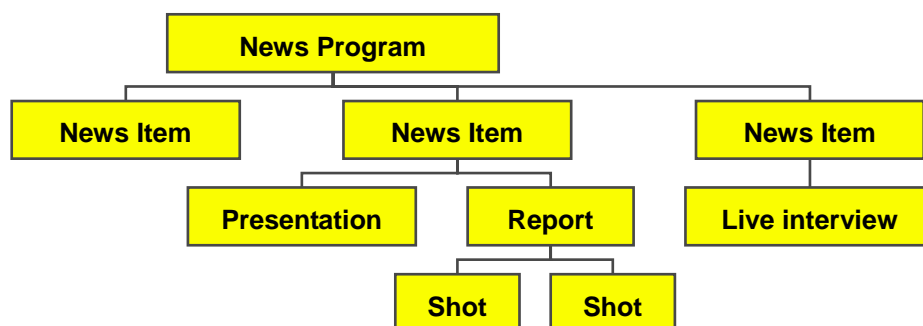 News Program
News Item News Item News Item
Presentation Report Live interview
Shot Shot